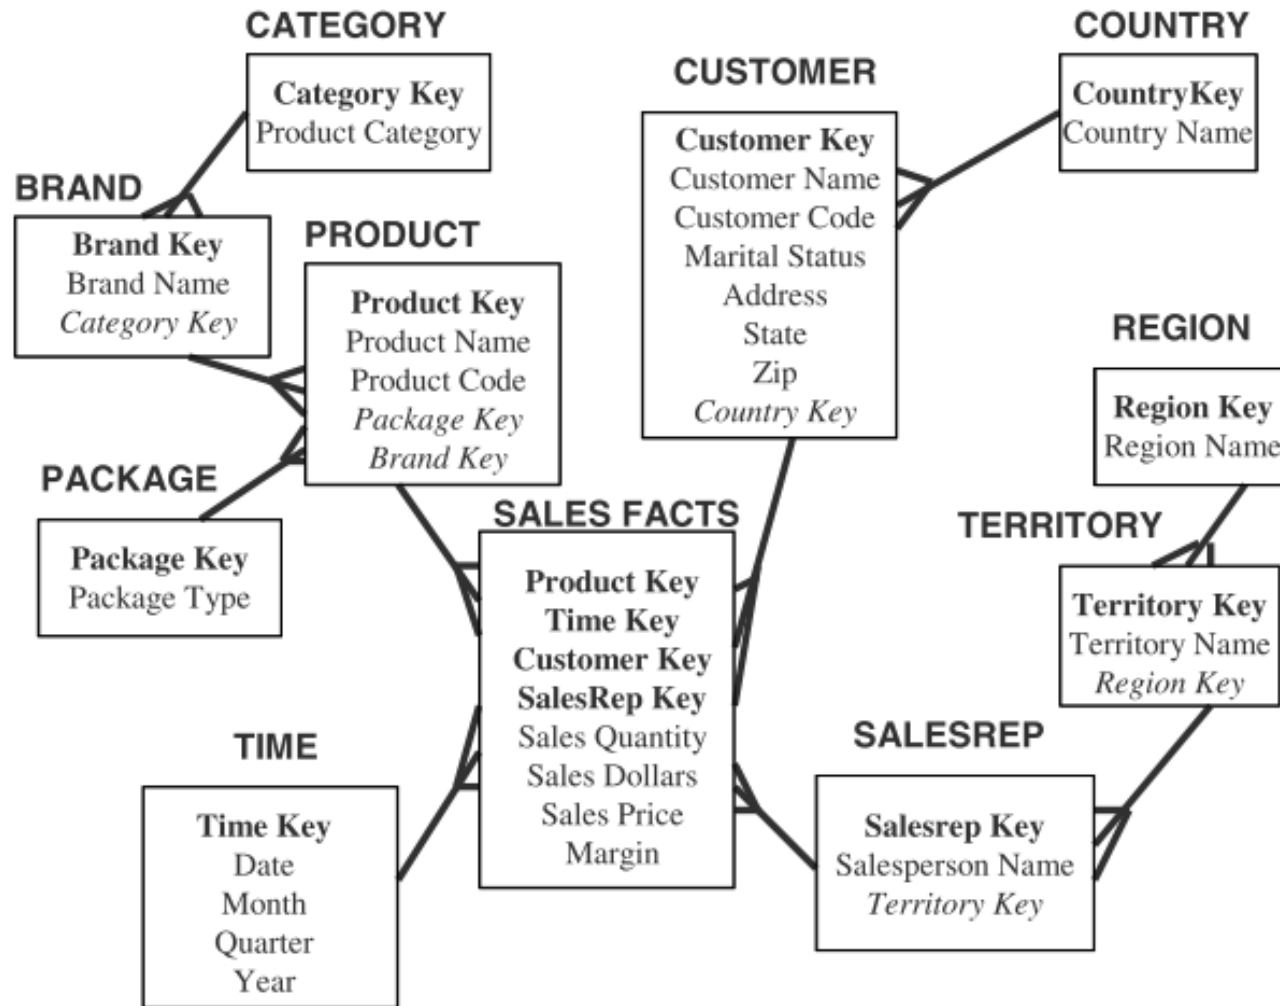 CATEGORY
Category Key
Product Category
BRAND
Brand Key
Brand Name
Category Key
PRODUCT
Product Key
Product Name
Product Code
Package Key
Brand Key
PACKAGE
Package Key
Package Type
CUSTOMER
Customer Key
Customer Name
Customer Code
Marital Status
Address
State
Zip
Country Key
COUNTRY
CountryKey
Country Name
REGION
Region Key
Region Name
TERRITORY
Territory Key
Territory Name
Region Key
SALES FACTS
Product Key
Time Key
Customer Key
SalesRep Key
Sales Quantity
Sales Dollars
Sales Price
Margin
TIME
Time Key
Date
Month
Quarter
Year
SALESREP
Salesrep Key
Salesperson Name
Territory Key